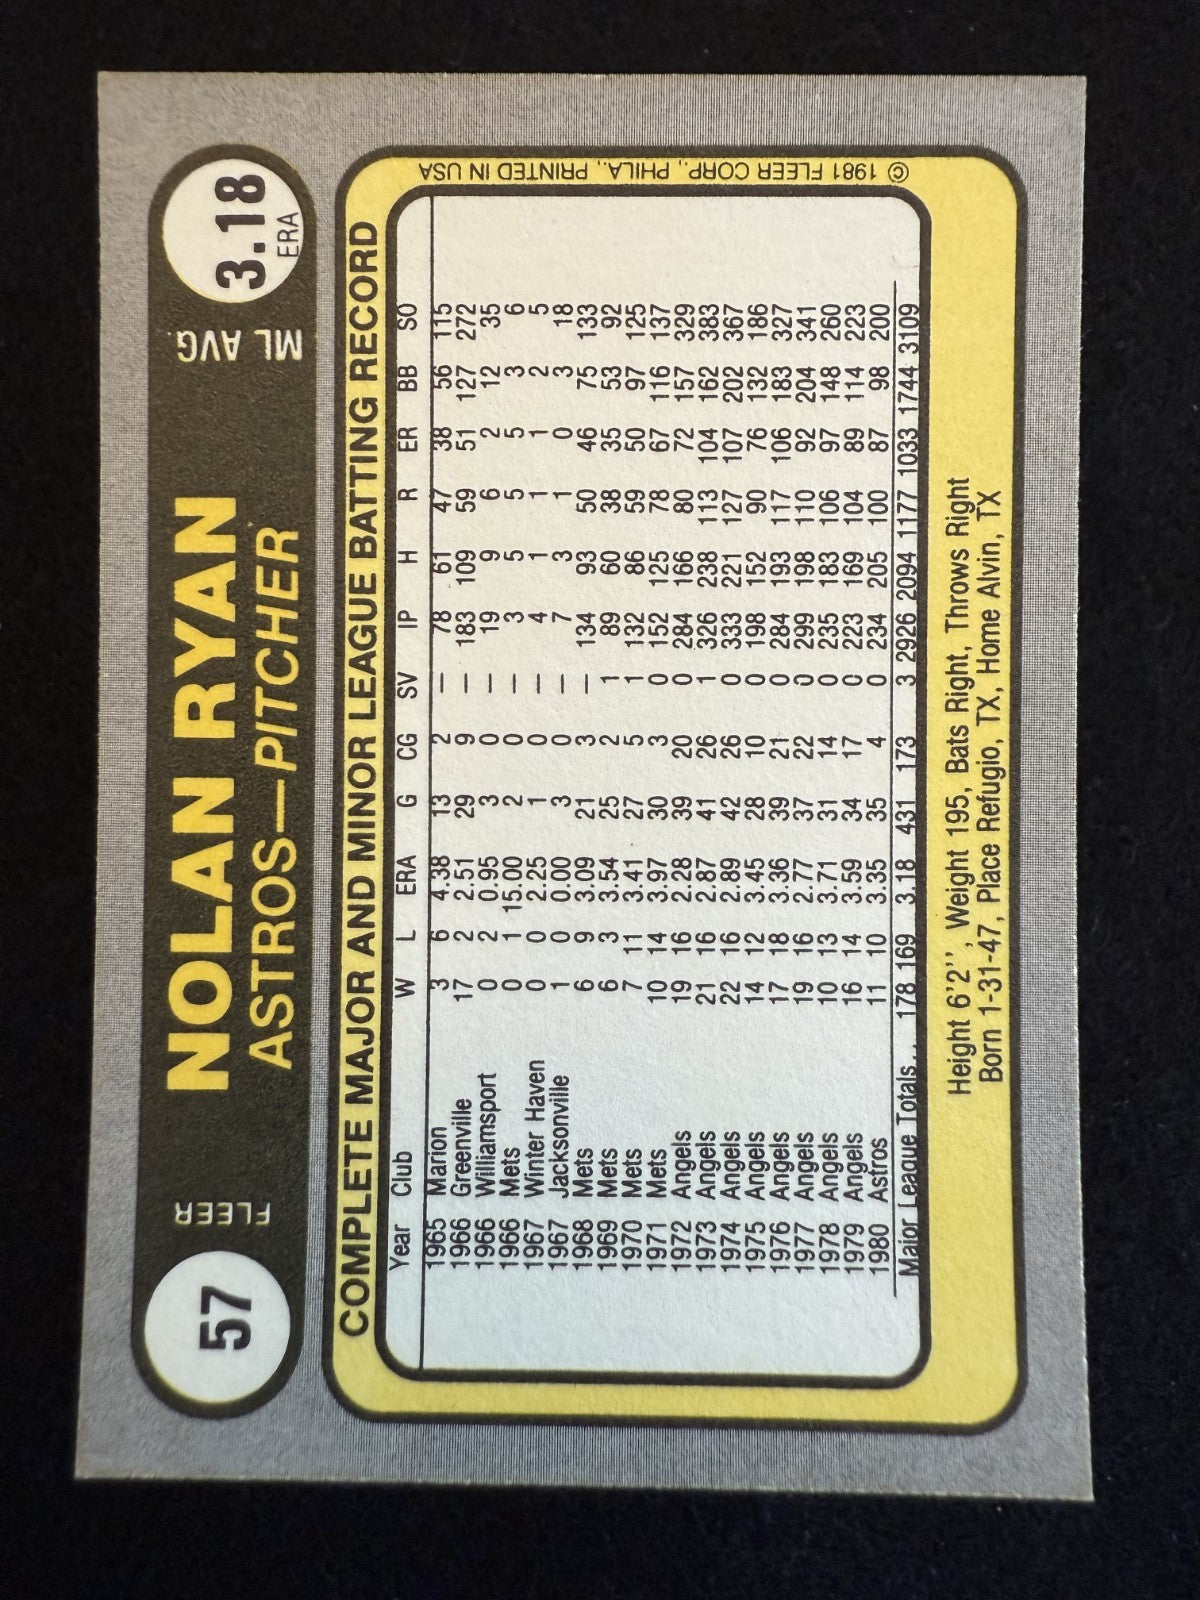 57
FLEER
NOLAN RYAN
ASTROS—PITCHER
ML AVG.
3.18
ERA
COMPLETE MAJOR AND MINOR LEAGUE BATTING RECORD
Year Club W L ERA G CG SV IP H R ER BB SO
1965 Marion 3 6 4.38 13 2 — 78 61 47 38 56 115
1966 Greenville 17 2 2.51 29 9 — 183 109 59 51 127 272
1966 Williamsport 0 2 0.95 3 0 — 19 9 6 2 12 35
1966 Mets 0 1 15.00 2 0 — 3 5 5 5 3 6
1967 Winter Haven 0 0 2.25 1 0 — 4 1 1 1 2 5
1967 Jacksonville 1 0 0.00 3 0 — 7 3 1 0 3 18
1968 Mets 6 9 3.09 21 3 — 134 93 50 46 75 133
1969 Mets 6 3 3.54 25 2 1 89 60 38 35 53 92
1970 Mets 7 11 3.41 27 5 1 132 86 59 50 97 125
1971 Mets 10 14 3.97 30 3 0 152 125 78 67 116 137
1972 Angels 19 16 2.28 39 20 0 284 166 80 72 157 329
1973 Angels 21 16 2.87 41 26 1 326 238 113 104 162 383
1974 Angels 22 16 2.89 42 26 0 333 221 127 107 202 367
1975 Angels 14 12 3.45 28 10 0 198 152 90 76 132 186
1976 Angels 17 18 3.36 39 21 0 284 193 117 106 183 327
1977 Angels 19 16 2.77 37 22 0 299 198 110 92 204 341
1978 Angels 10 13 3.71 31 14 0 235 183 106 97 148 260
1979 Angels 16 14 3.59 34 17 0 223 169 104 89 114 223
1980 Astros 11 10 3.35 35 4 0 234 205 100 87 98 200
Major League Totals.. 178 169 3.18 431 173 3 2926 2094 1177 1033 1744 3109
Height 6'2'', Weight 195, Bats Right, Throws Right
Born 1-31-47, Place Refugio, TX, Home Alvin, TX
© 1981 FLEER CORP., PHILA., PRINTED IN USA